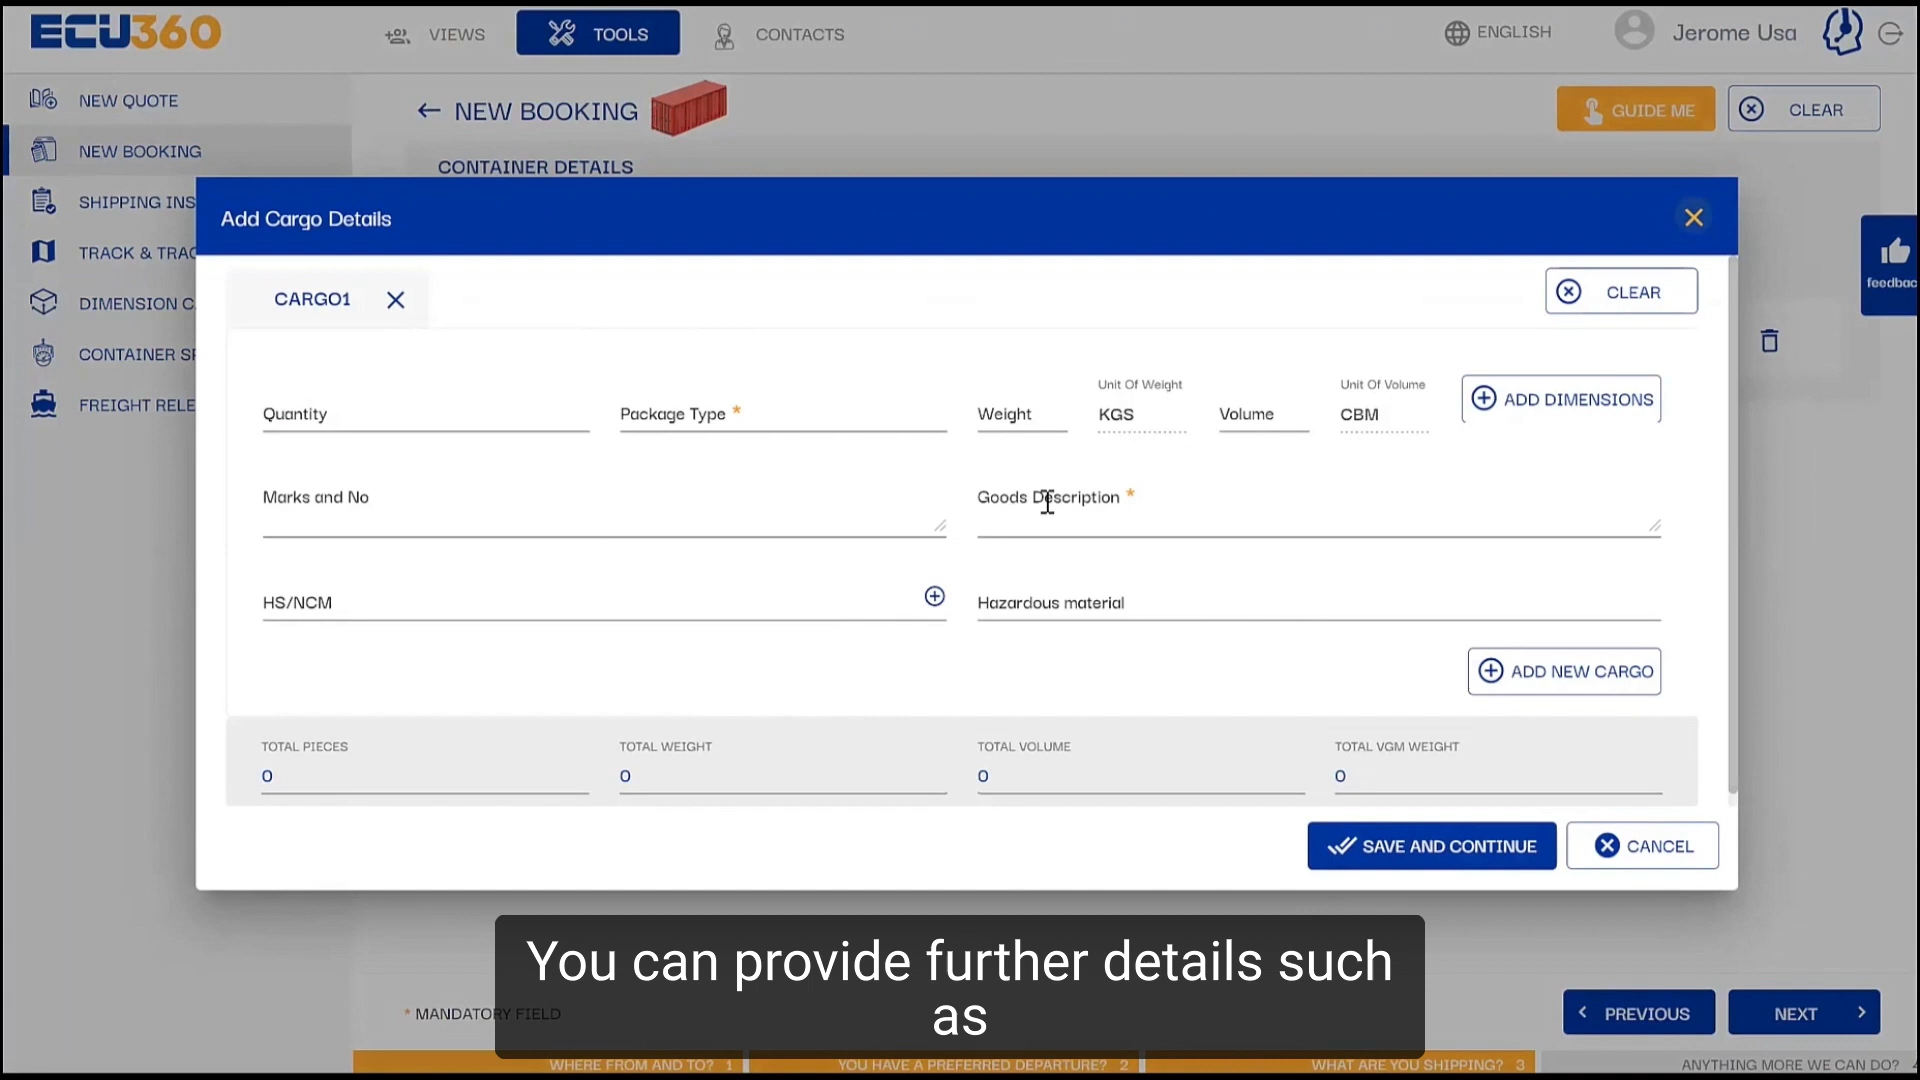 ECU360
VIEWS
TOOLS
CONTACTS
ENGLISH
Jerome Usa
NEW QUOTE
NEW BOOKING
SHIPPING INS
TRACK & TRAC
DIMENSION C
CONTAINER SP
FREIGHT RELE
NEW BOOKING
GUIDE ME
CLEAR
CONTAINER DETAILS
feedbac
Add Cargo Details
CARGO1
CLEAR
Quantity
Package Type *
Weight
Unit Of Weight
KGS
Volume
Unit Of Volume
CBM
ADD DIMENSIONS
Marks and No
Goods Description *
HS/NCM
Hazardous material
ADD NEW CARGO
TOTAL PIECES
0
TOTAL WEIGHT
0
TOTAL VOLUME
0
TOTAL VGM WEIGHT
0
SAVE AND CONTINUE
CANCEL
You can provide further details such
as
* MANDATORY FIELD
PREVIOUS
NEXT
WHERE FROM AND TO? 1
YOU HAVE A PREFERRED DEPARTURE? 2
WHAT ARE YOU SHIPPING? 3
ANYTHING MORE WE CAN DO?